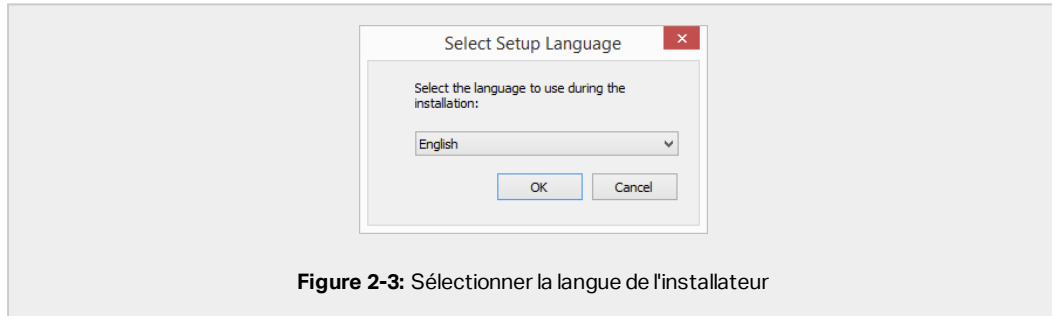 Select Setup Language
Select the language to use during the
installation:
English
OK
Cancel
Figure 2-3: Sélectionner la langue de l'installateur